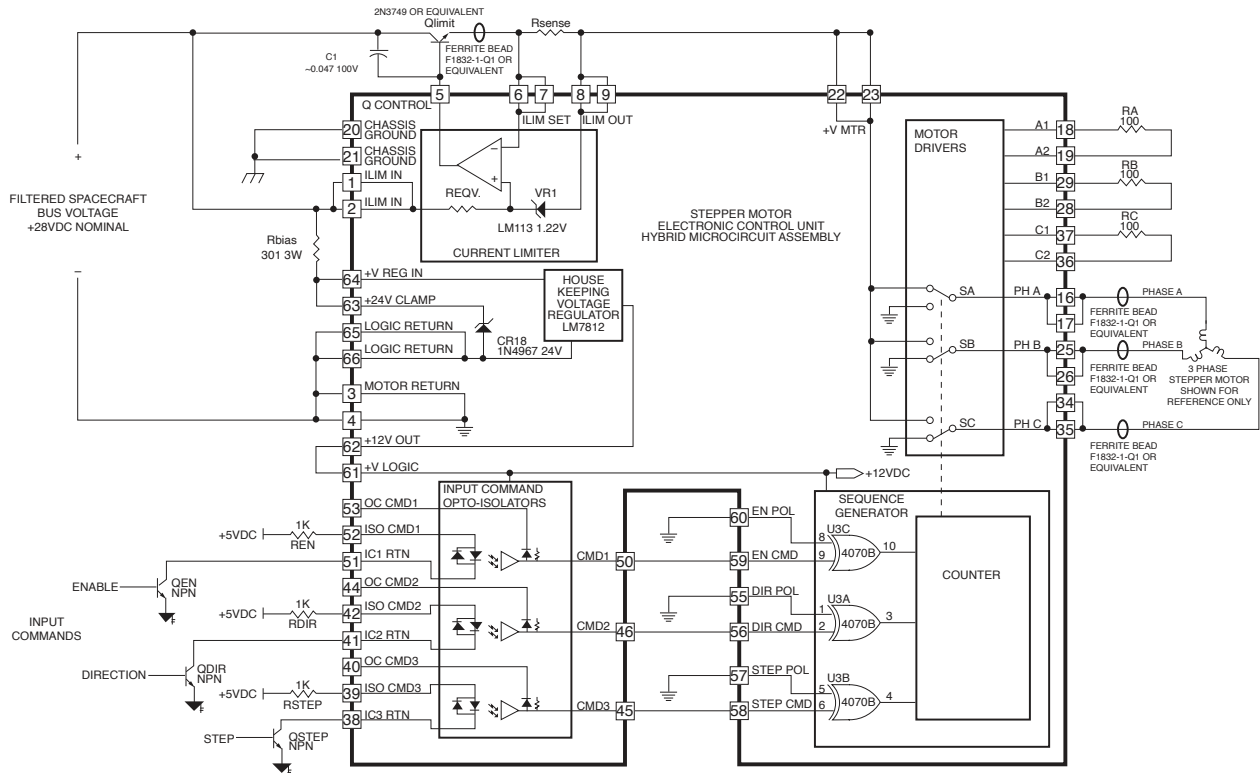 2N3749 OR EQUIVALENT
Qlimit
Rsense
C1
~0.047 100V
FERRITE BEAD
F1832-1-Q1 OR
EQUIVALENT
5
6
7
8
9
22
23
Q CONTROL
ILIM SET
ILIM OUT
+V MTR
20
CHASSIS
GROUND
21
CHASSIS
GROUND
1
ILIM IN
2
ILIM IN
+
FILTERED SPACECRAFT
BUS VOLTAGE
+28VDC NOMINAL
–
Rbias
301 3W
–
+
REQV.
VR1
LM113 1.22V
CURRENT LIMITER
STEPPER MOTOR
ELECTRONIC CONTROL UNIT
HYBRID MICROCIRCUIT ASSEMBLY
MOTOR
DRIVERS
A1
18
A2
19
B1
29
B2
28
C1
37
C2
36
RA
100
RB
100
RC
100
64
+V REG IN
63
+24V CLAMP
65
LOGIC RETURN
66
LOGIC RETURN
3
MOTOR RETURN
4
62
+12V OUT
61
+V LOGIC
HOUSE
KEEPING
VOLTAGE
REGULATOR
LM7812
CR18
1N4967 24V
+12VDC
SA
PH A
16
17
PHASE A
FERRITE BEAD
F1832-1-Q1 OR
EQUIVALENT
SB
PH B
25
26
PHASE B
FERRITE BEAD
F1832-1-Q1 OR
EQUIVALENT
3 PHASE
STEPPER MOTOR
SHOWN FOR
REFERENCE ONLY
SC
PH C
34
35
PHASE C
FERRITE BEAD
F1832-1-Q1 OR
EQUIVALENT
INPUT COMMAND
OPTO-ISOLATORS
53
OC CMD1
52
ISO CMD1
51
IC1 RTN
44
OC CMD2
42
ISO CMD2
41
IC2 RTN
40
OC CMD3
39
ISO CMD3
38
IC3 RTN
+5VDC
1K
REN
ENABLE
QEN
NPN
+5VDC
1K
RDIR
INPUT
COMMANDS
DIRECTION
QDIR
NPN
+5VDC
1K
RSTEP
STEP
QSTEP
NPN
CMD1
50
CMD2
46
CMD3
45
60
EN POL
59
EN CMD
55
DIR POL
56
DIR CMD
57
STEP POL
58
STEP CMD
SEQUENCE
GENERATOR
U3C
8
9
4070B
10
U3A
1
2
4070B
3
U3B
5
6
4070B
4
COUNTER